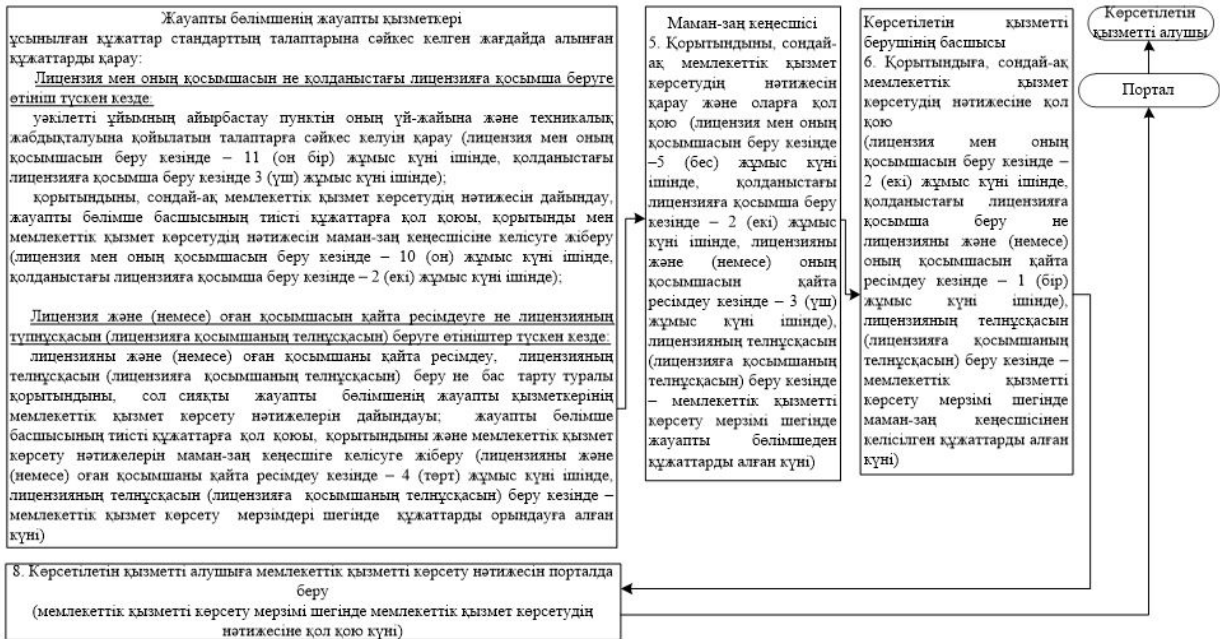 Жауапты бөлімшенің жауапты қызметкері
ұсынылған құжаттар стандарттың талаптарына сәйкес келген жағдайда алынған
құжаттарды қарау:
Лицензия мен оның қосымшасын не қолданыстағы лицензияға қосымша беруге
өтініш түскен кезде:
уәкілетті ұйымның айырбастау пунктін оның үй-жайына және техникалық
жабдықталуына қойылатын талаптарға сәйкес келуін қарау (лицензия мен оның
қосымшасын беру кезінде – 11 (он бір) жұмыс күні ішінде, қолданыстағы
лицензияға қосымша беру кезінде 3 (үш) жұмыс күні ішінде);
қорытындыны, сондай-ақ мемлекеттік қызмет көрсетудің нәтижесін дайындау,
жауапты бөлімше басшысының тиісті құжаттарға қол қоюы, қорытынды мен
мемлекеттік қызмет көрсетудің нәтижесін маман-заң кеңесшісіне келісуге жіберу
(лицензия мен оның қосымшасын беру кезінде – 10 (он) жұмыс күні ішінде,
қолданыстағы лицензияға қосымша беру кезінде – 2 (екі) жұмыс күні ішінде);
Лицензия және (немесе) оған қосымшасын қайта ресімдеуге не лицензияның
түпнұсқасын (лицензияға қосымшаның телнұсқасын) беруге өтініштер түскен кезде:
лицензияны және (немесе) оған қосымшаны қайта ресімдеу, лицензияның
телнұсқасын (лицензияға қосымшаның телнұсқасын) беру не бас тарту туралы
қорытындыны, сол сияқты жауапты бөлімшенің жауапты қызметкерінің
мемлекеттік қызмет көрсету нәтижелерін дайындауы; жауапты бөлімше
басшысының тиісті құжаттарға қол қоюы, қорытындыны және мемлекеттік қызмет
көрсету нәтижелерін маман-заң кеңесшіге келісуге жіберу (лицензияны және
(немесе) оған қосымшаны қайта ресімдеу кезінде – 4 (төрт) жұмыс күні ішінде,
лицензияның телнұсқасын (лицензияға қосымшаның телнұсқасын) беру кезінде –
мемлекеттік қызмет көрсету мерзімдері шегінде құжаттарды орындауға алған
күні)
Маман-заң кеңесшісі
5. Қорытындыны, сондай-
ақ мемлекеттік қызмет
көрсетудің нәтижесін
қарау және оларға қол
қою (лицензия мен оның
қосымшасын беру кезінде
–5 (бес) жұмыс күні
ішінде, қолданыстағы
лицензияға қосымша беру
кезінде – 2 (екі) жұмыс
күні ішінде, лицензияны
және (немесе) оның
қосымшасын қайта
ресімдеу кезінде – 3 (үш)
жұмыс күні ішінде),
лицензияның телнұсқасын
(лицензияға қосымшаның
телнұсқасын) беру кезінде
– мемлекеттік қызметті
көрсету мерзімі шегінде
жауапты бөлімшеден
құжаттарды алған күні)
Көрсетілетін қызметті
берушінің басшысы
6. Қорытындыға, сондай-ақ
мемлекеттік қызмет
көрсетудің нәтижесіне қол
қою
(лицензия мен оның
қосымшасын беру кезінде –
2 (екі) жұмыс күні ішінде,
қолданыстағы лицензияға
қосымша беру не
лицензияны және (немесе)
оның қосымшасын қайта
ресімдеу кезінде – 1 (бір)
жұмыс күні ішінде),
лицензияның телнұсқасын
(лицензияға қосымшаның
телнұсқасын) беру кезінде –
мемлекеттік қызметті
көрсету мерзімі шегінде
маман-заң кеңесшісінен
келісілген құжаттарды алған
күні)
Көрсетілетін
қызметті алушы
Портал
8. Көрсетілетін қызметті алушыға мемлекеттік қызметті көрсету нәтижесін порталда
беру
(мемлекеттік қызметті көрсету мерзімі шегінде мемлекеттік қызмет көрсетудің
нәтижесіне қол қою күні)